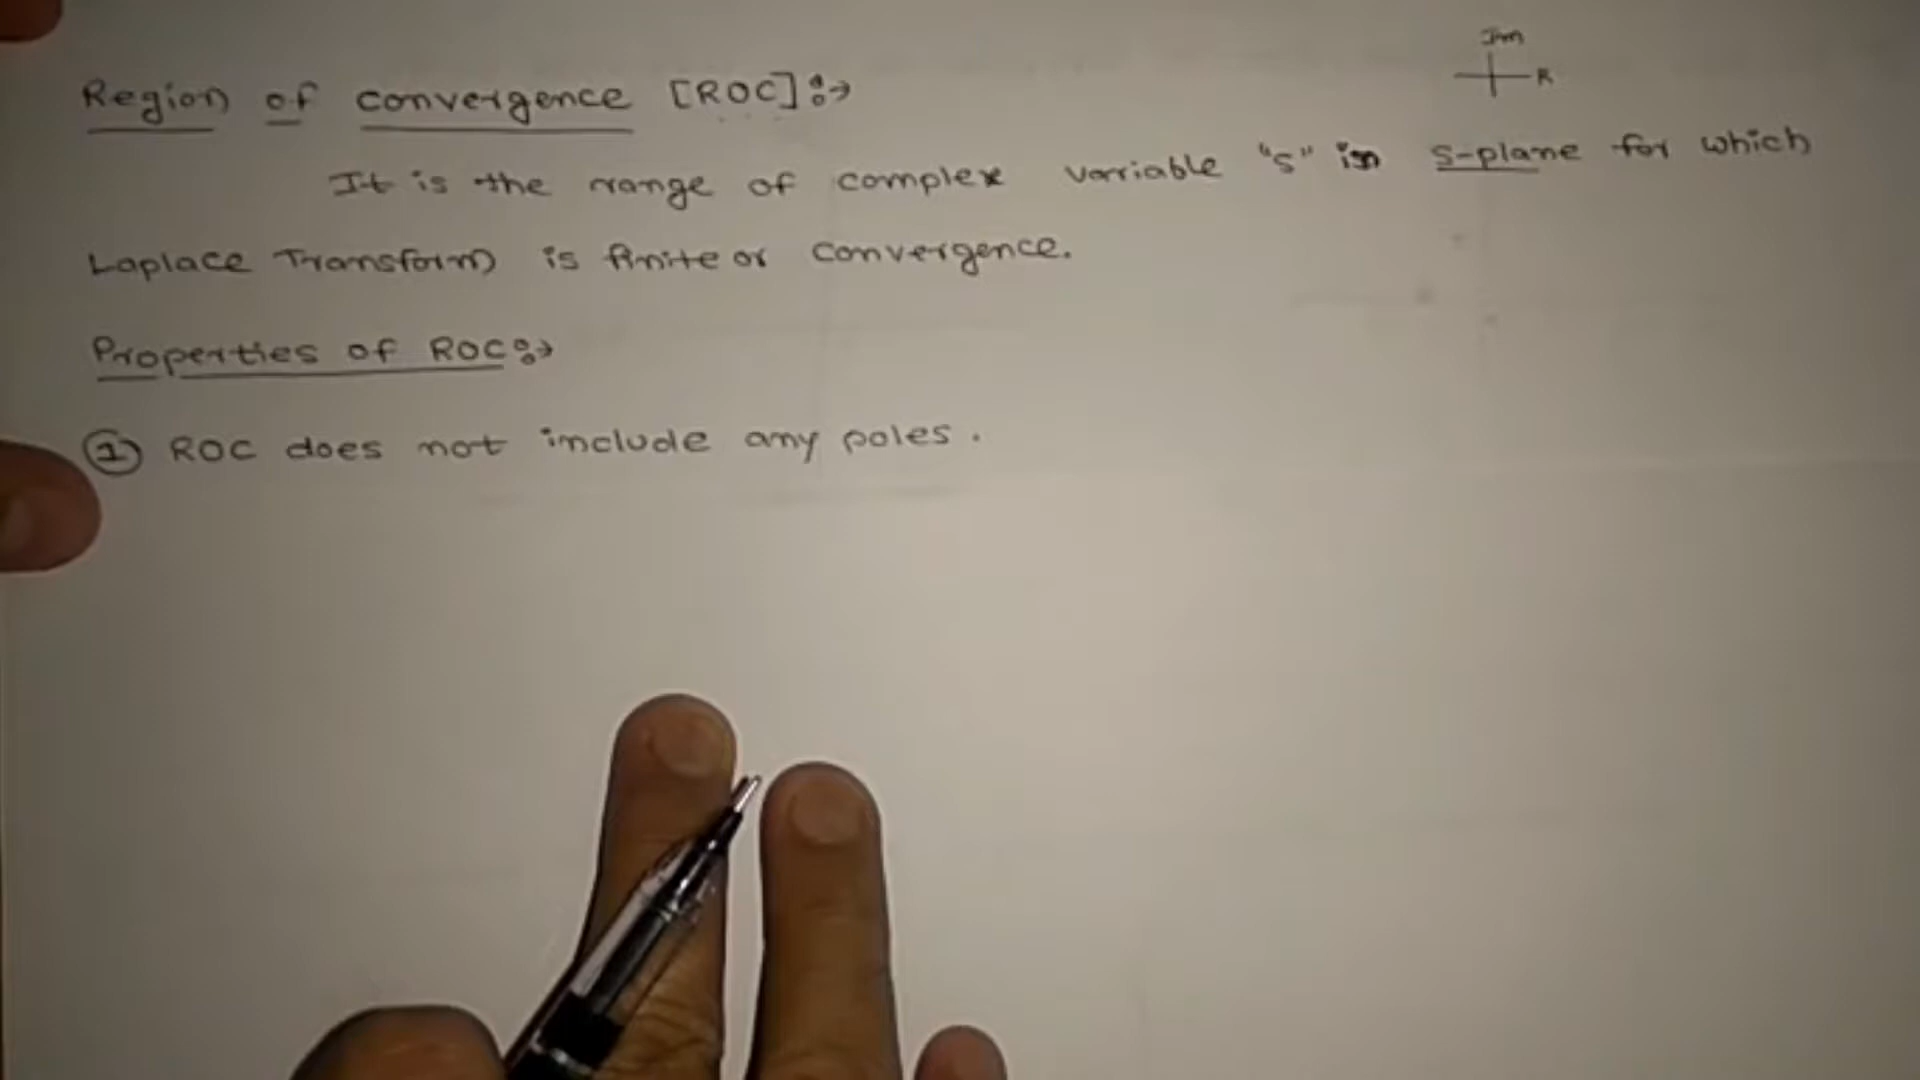 Im
R
Region of convergence [ROC]:→
It is the range of complex variable "s" in s-plane for which
Laplace Transform is finite or convergence.
Properties of ROC:→
① ROC does not include any poles.